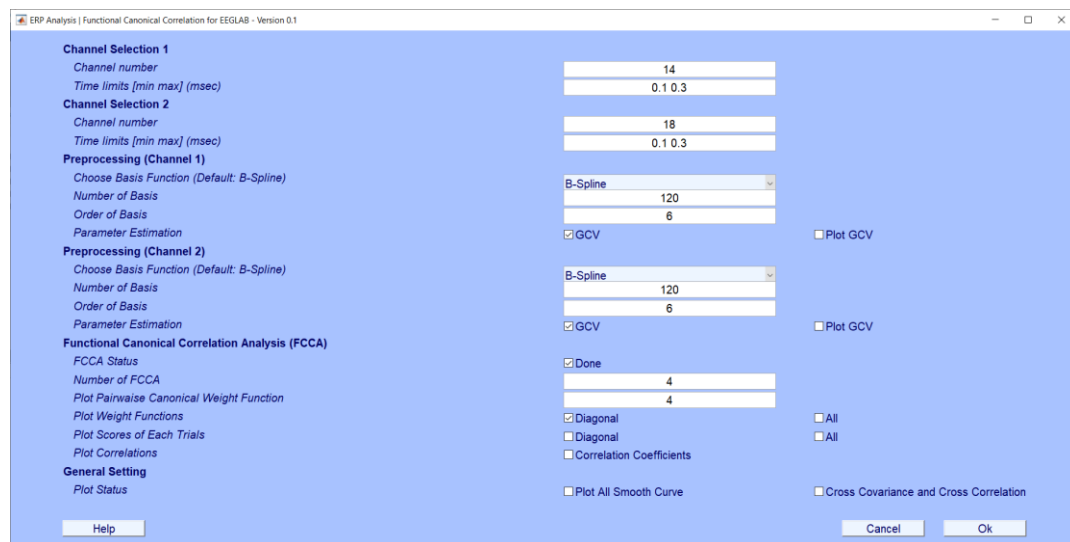 ERP Analysis | Functional Canonical Correlation for EEGLAB - Version 0.1
Channel Selection 1
Channel number 14
Time limits [min max] (msec) 0.1 0.3
Channel Selection 2
Channel number 18
Time limits [min max] (msec) 0.1 0.3
Preprocessing (Channel 1)
Choose Basis Function (Default: B-Spline) B-Spline
Number of Basis 120
Order of Basis 6
Parameter Estimation GCV Plot GCV
Preprocessing (Channel 2)
Choose Basis Function (Default: B-Spline) B-Spline
Number of Basis 120
Order of Basis 6
Parameter Estimation GCV Plot GCV
Functional Canonical Correlation Analysis (FCCA)
FCCA Status Done
Number of FCCA 4
Plot Pairwaise Canonical Weight Function 4
Plot Weight Functions Diagonal All
Plot Scores of Each Trials Diagonal All
Plot Correlations Correlation Coefficients
General Setting
Plot Status Plot All Smooth Curve Cross Covariance and Cross Correlation
Help Cancel Ok